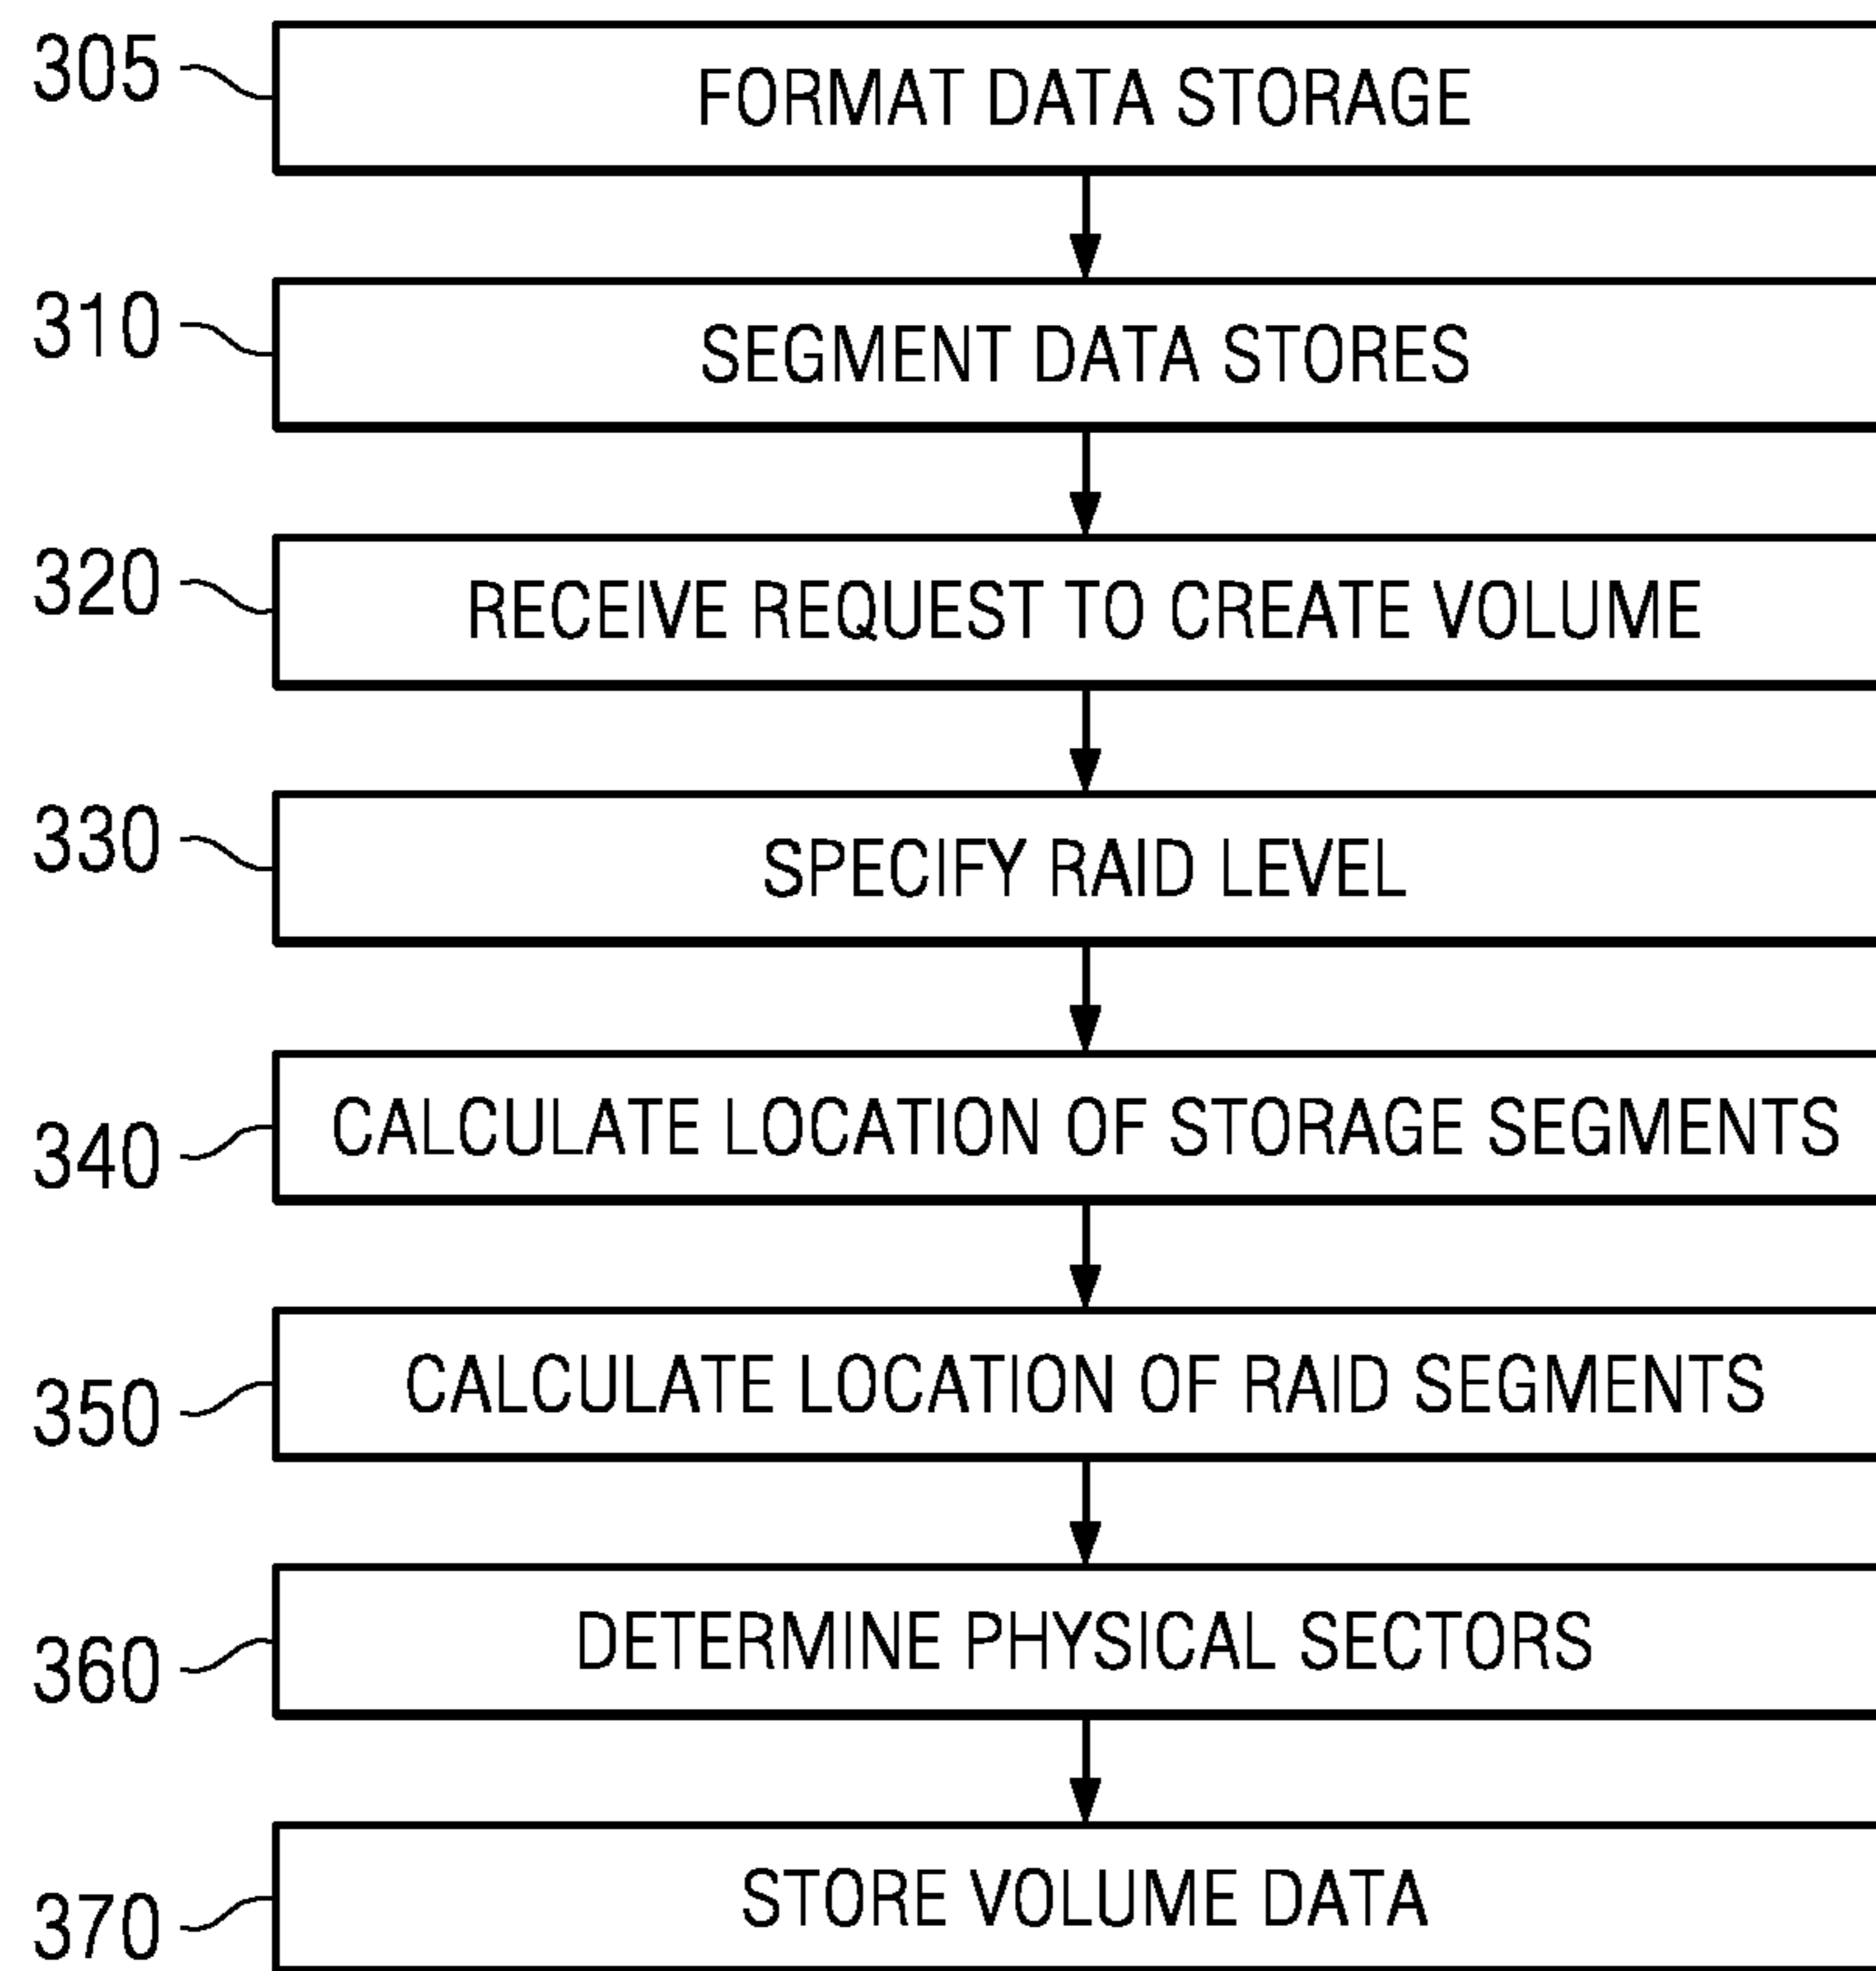 305 FORMAT DATA STORAGE
310 SEGMENT DATA STORES
320 RECEIVE REQUEST TO CREATE VOLUME
330 SPECIFY RAID LEVEL
340 CALCULATE LOCATION OF STORAGE SEGMENTS
350 CALCULATE LOCATION OF RAID SEGMENTS
360 DETERMINE PHYSICAL SECTORS
370 STORE VOLUME DATA